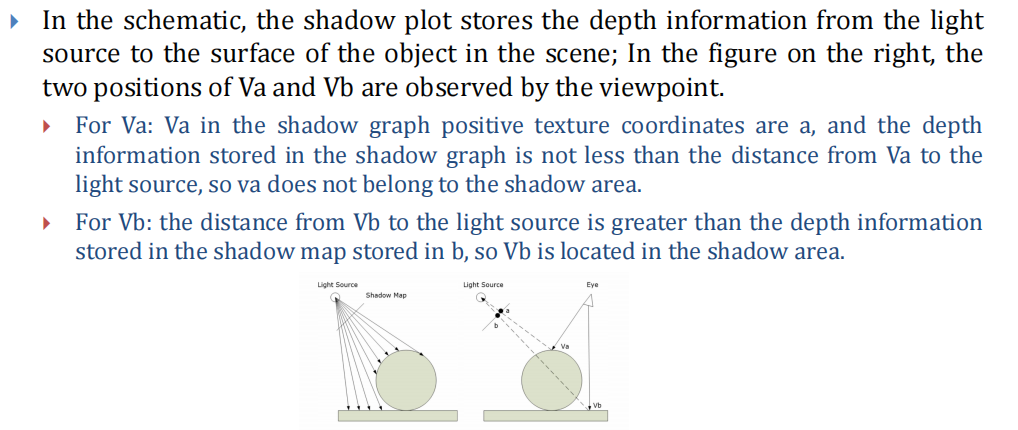 In the schematic, the shadow plot stores the depth information from the light
source to the surface of the object in the scene; In the figure on the right, the
two positions of Va and Vb are observed by the viewpoint.
For Va: Va in the shadow graph positive texture coordinates are a, and the depth
information stored in the shadow graph is not less than the distance from Va to the
light source, so va does not belong to the shadow area.
For Vb: the distance from Vb to the light source is greater than the depth information
stored in the shadow map stored in b, so Vb is located in the shadow area.
Light Source
Shadow Map
Light Source
Eye
a
b
Va
Vb